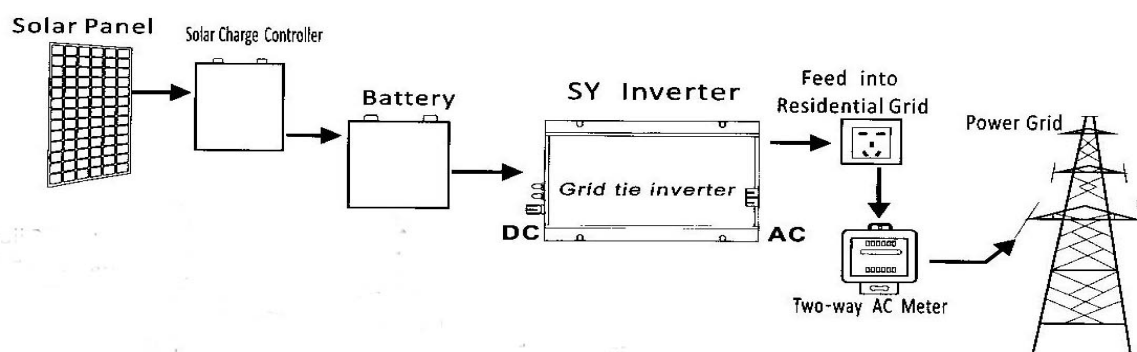 Solar Panel
Solar Charge Controller
Battery
SY Inverter
Grid tie inverter
DC
AC
Feed into
Residential Grid
Two-way AC Meter
Power Grid